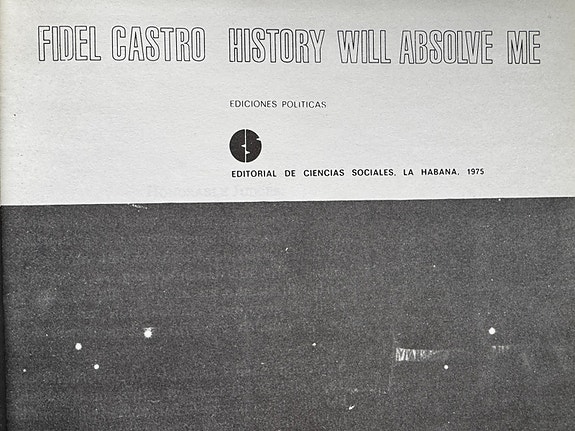 FIDEL CASTRO HISTORY WILL ABSOLVE ME
EDICIONES POLITICAS
EDITORIAL DE CIENCIAS SOCIALES, LA HABANA, 1975